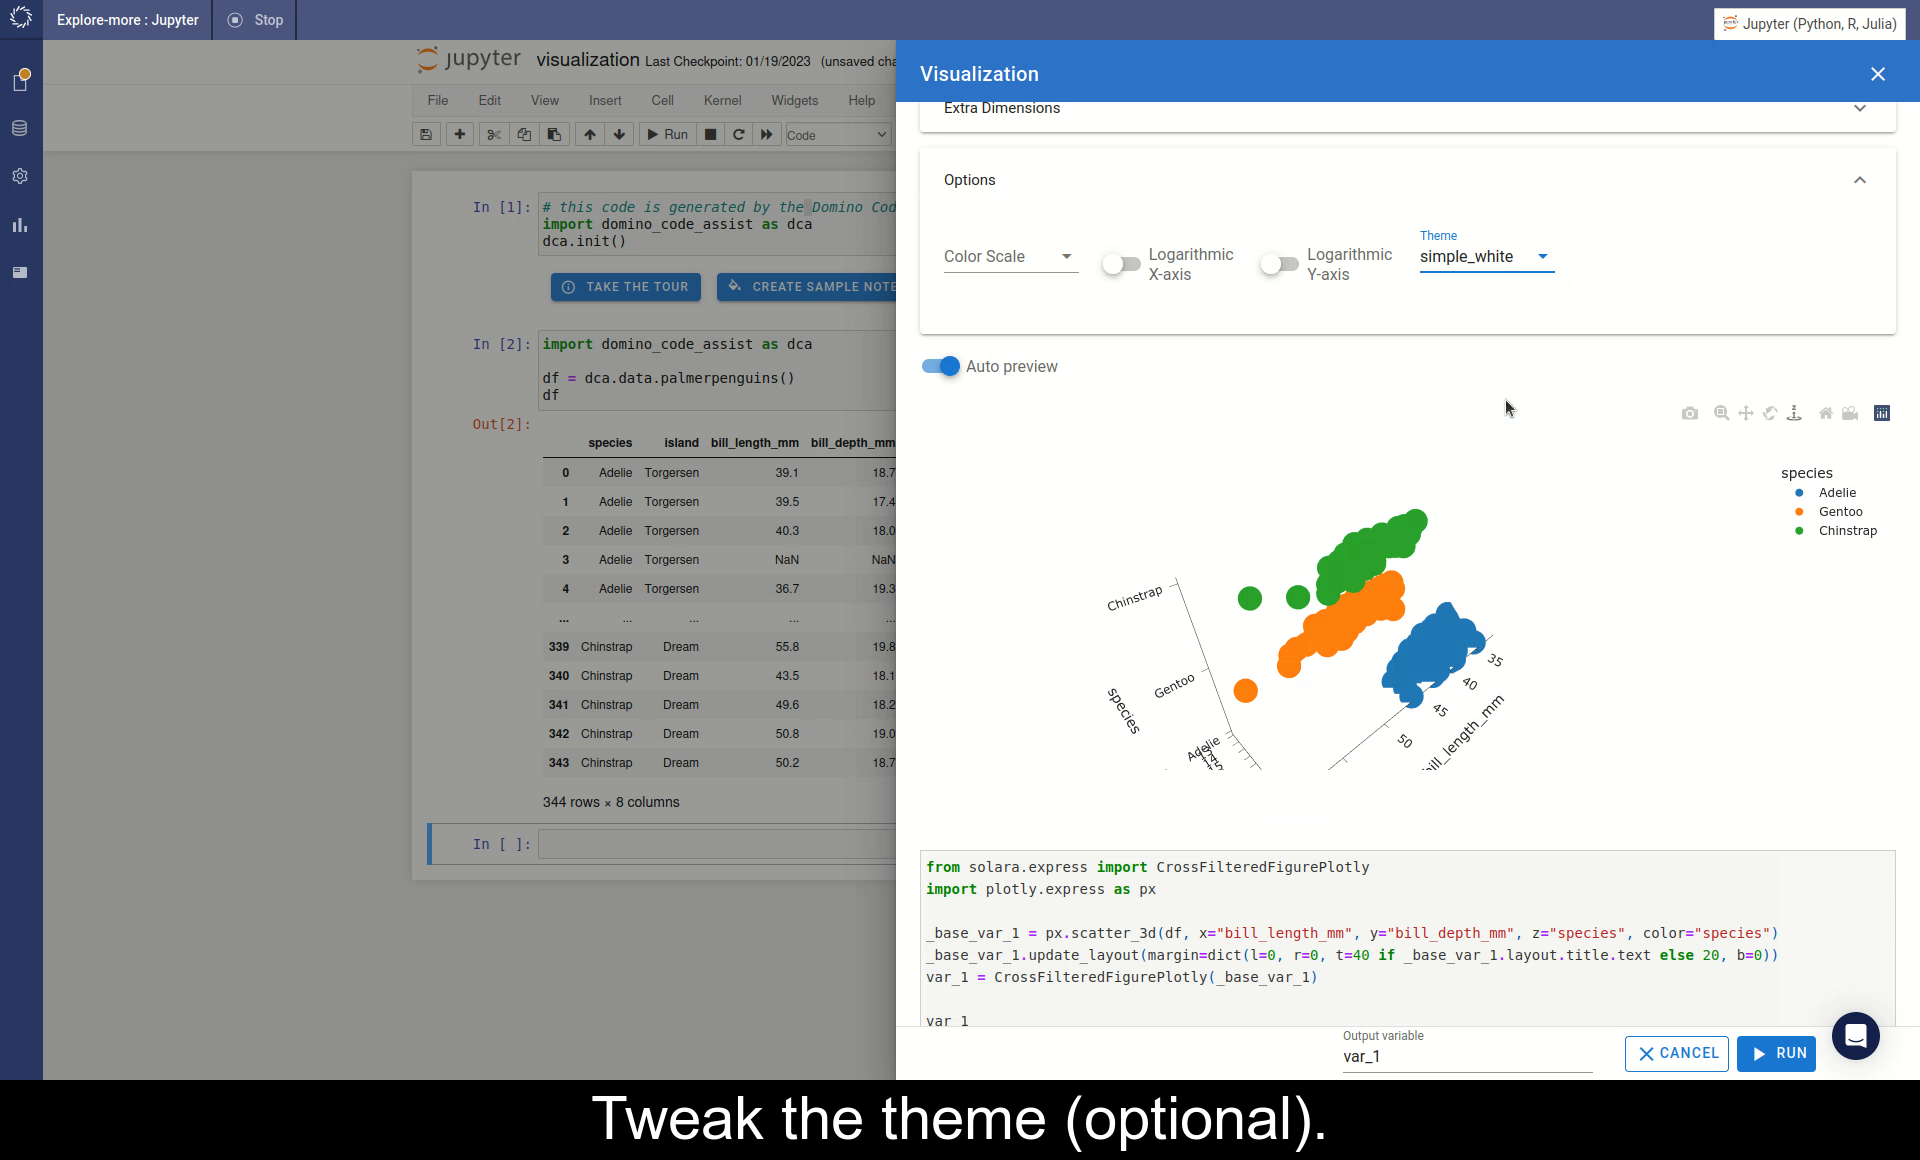 Explore-more : Jupyter
Stop
Jupyter (Python, R, Julia)
jupyter visualization Last Checkpoint: 01/19/2023 (unsaved cha
File Edit View Insert Cell Kernel Widgets Help
Run Code
In [1]: # this code is generated by the Domino Cod
import domino_code_assist as dca
dca.init()
TAKE THE TOUR
CREATE SAMPLE NOTE
In [2]: import domino_code_assist as dca
df = dca.data.palmerpenguins()
df
Out[2]:
species island bill_length_mm bill_depth_mm
0 Adelie Torgersen 39.1 18.7
1 Adelie Torgersen 39.5 17.4
2 Adelie Torgersen 40.3 18.0
3 Adelie Torgersen NaN NaN
4 Adelie Torgersen 36.7 19.3
... ... ... ... ...
339 Chinstrap Dream 55.8 19.8
340 Chinstrap Dream 43.5 18.1
341 Chinstrap Dream 49.6 18.2
342 Chinstrap Dream 50.8 19.0
343 Chinstrap Dream 50.2 18.7
344 rows × 8 columns
In [ ]:
Visualization
Extra Dimensions
Options
Color Scale
Logarithmic
X-axis
Logarithmic
Y-axis
Theme
simple_white
Auto preview
species
Adelie
Gentoo
Chinstrap
Chinstrap
Gentoo
Adelie
species
35
40
45
50
bill_length_mm
from solara.express import CrossFilteredFigurePlotly
import plotly.express as px
_base_var_1 = px.scatter_3d(df, x="bill_length_mm", y="bill_depth_mm", z="species", color="species")
_base_var_1.update_layout(margin=dict(l=0, r=0, t=40 if _base_var_1.layout.title.text else 20, b=0))
var_1 = CrossFilteredFigurePlotly(_base_var_1)
var_1
Output variable
var_1
CANCEL
RUN
Tweak the theme (optional).